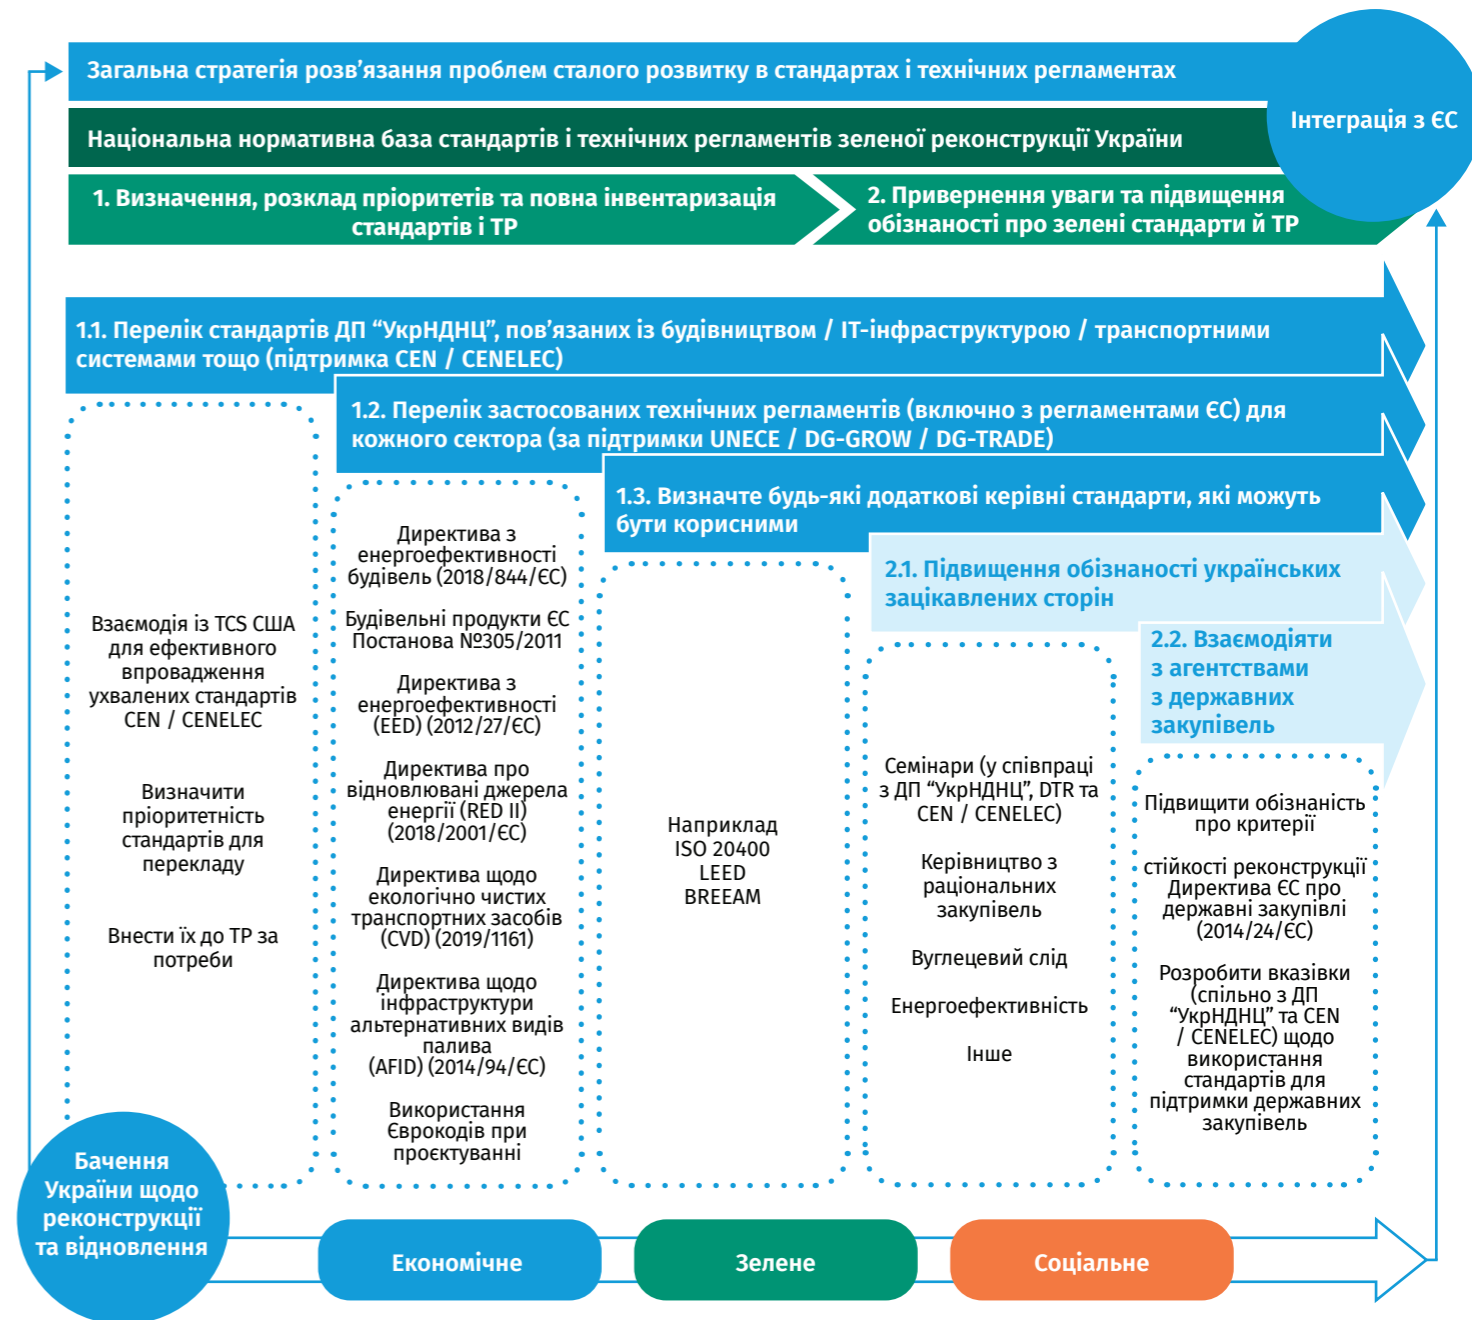 Загальна стратегія розв’язання проблем сталого розвитку в стандартах і технічних регламентах
Інтеграція з ЄС
Національна нормативна база стандартів і технічних регламентів зеленої реконструкції України
1. Визначення, розклад пріоритетів та повна інвентаризація
стандартів і ТР
2. Привернення уваги та підвищення
обізнаності про зелені стандарти й ТР
1.1. Перелік стандартів ДП “УкрНДНЦ”, пов’язаних із будівництвом / IT-інфраструктурою / транспортними
системами тощо (підтримка CEN / CENELEC)
1.2. Перелік застосованих технічних регламентів (включно з регламентами ЄС) для
кожного сектора (за підтримки UNECE / DG-GROW / DG-TRADE)
1.3. Визначте будь-які додаткові керівні стандарти, які можуть
бути корисними
2.1. Підвищення обізнаності українських
зацікавлених сторін
2.2. Взаємодіяти
з агентствами
з державних
закупівель
Взаємодія із TCS США
для ефективного
впровадження
ухвалених стандартів
CEN / CENELEC
Визначити
пріоритетність
стандартів для
перекладу
Внести їх до ТР за
потреби
Директива з
енергоефективності
будівель (2018/844/ЄС)
Будівельні продукти ЄС
Постанова №305/2011
Директива з
енергоефективності
(EED) (2012/27/ЄС)
Директива про
відновлювані джерела
енергії (RED II)
(2018/2001/ЄС)
Директива щодо
екологічно чистих
транспортних засобів
(CVD) (2019/1161)
Директива щодо
інфраструктури
альтернативних видів
палива
(AFID) (2014/94/ЄС)
Використання
Єврокодів при
проєктуванні
Наприклад
ISO 20400
LEED
BREEAM
Семінари (у співпраці
з ДП “УкрНДНЦ”, DTR та
CEN / CENELEC)
Керівництво з
раціональних
закупівель
Вуглецевий слід
Енергоефективність
Інше
Підвищити обізнаність
про критерії
стійкості реконструкції
Директива ЄС про
державні закупівлі
(2014/24/ЄС)
Розробити вказівки
(спільно з ДП
“УкрНДНЦ” та CEN
/ CENELEC) щодо
використання
стандартів для
підтримки державних
закупівель
Бачення
України щодо
реконструкції
та відновлення
Економічне
Зелене
Соціальне